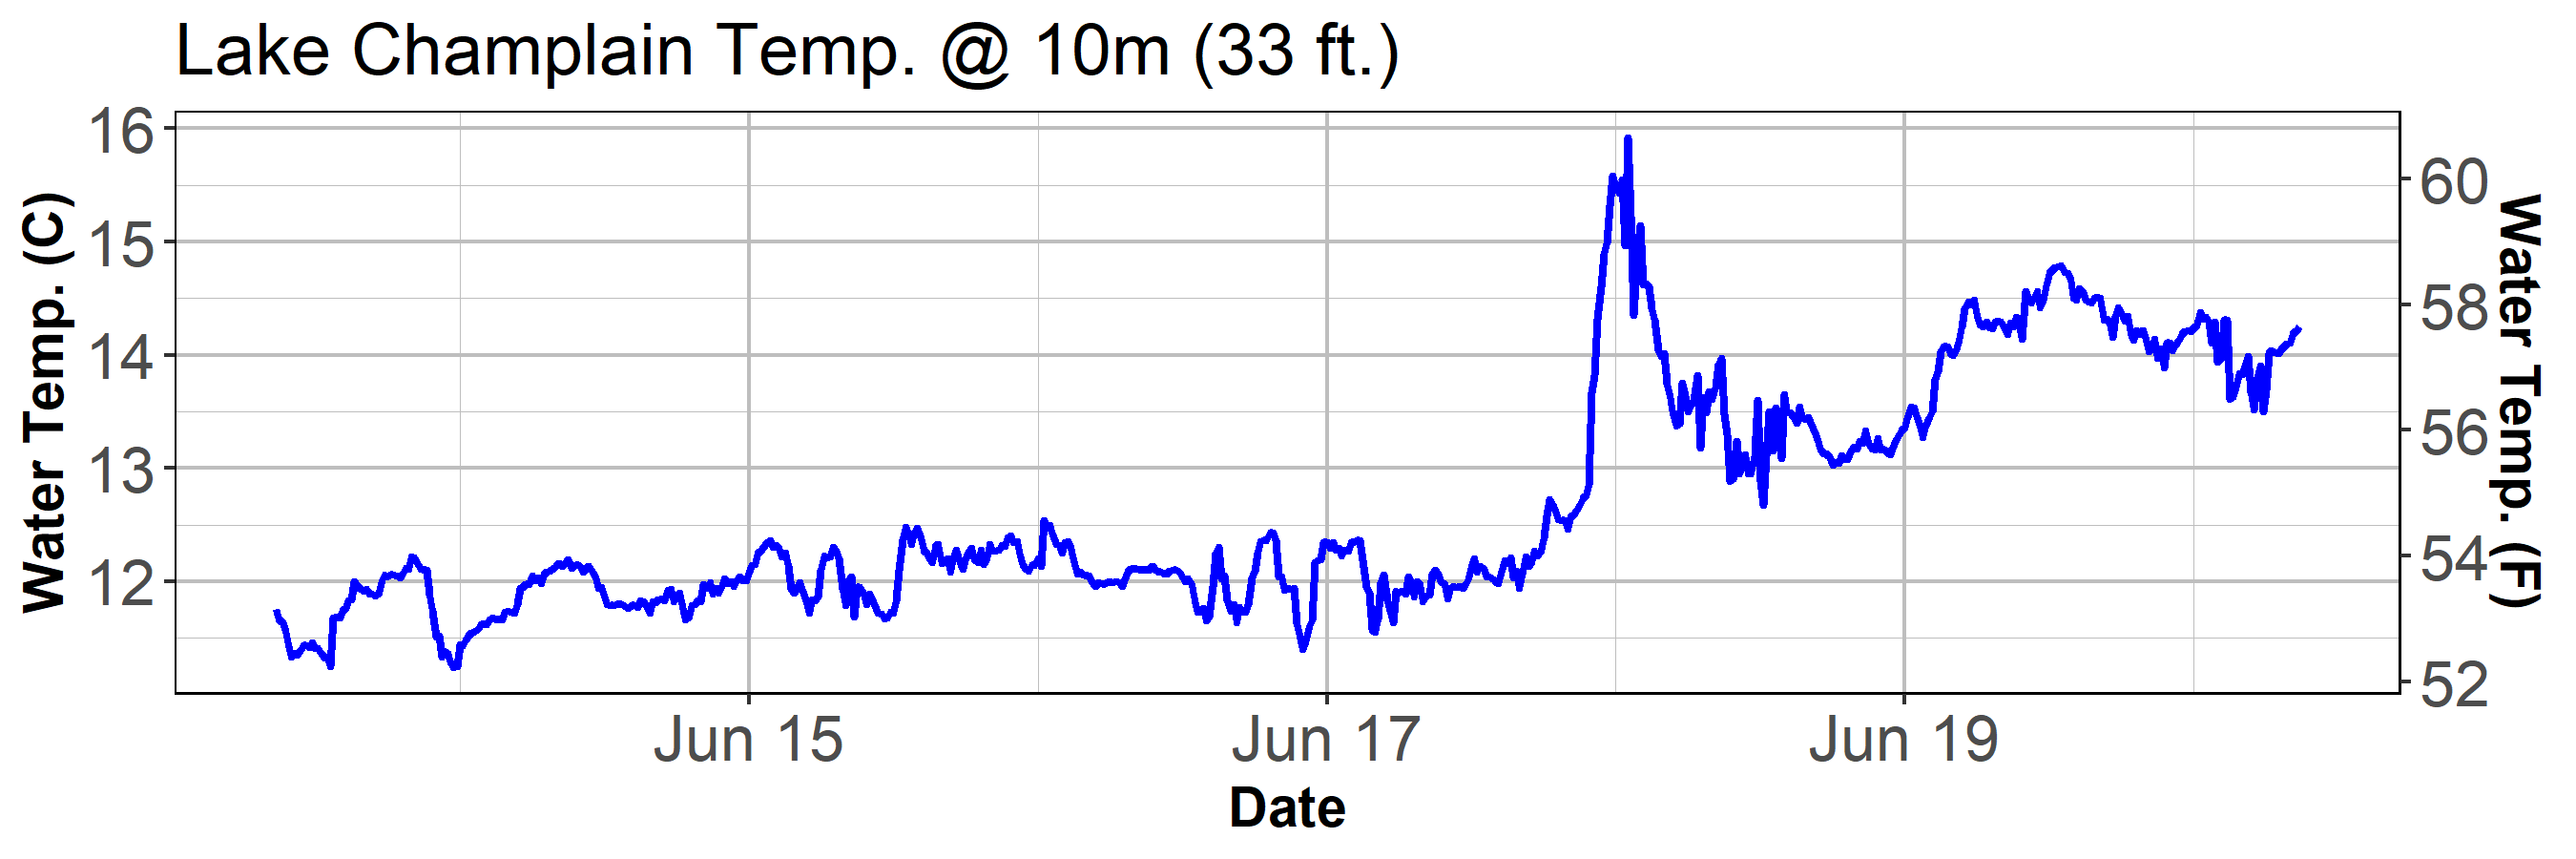 Lake Champlain Temp. @ 10m (33 ft.)
Water Temp. (C)
16
15
14
13
12
60
58
56
54
52
Water Temp. (F)
Jun 15
Jun 17
Jun 19
Date